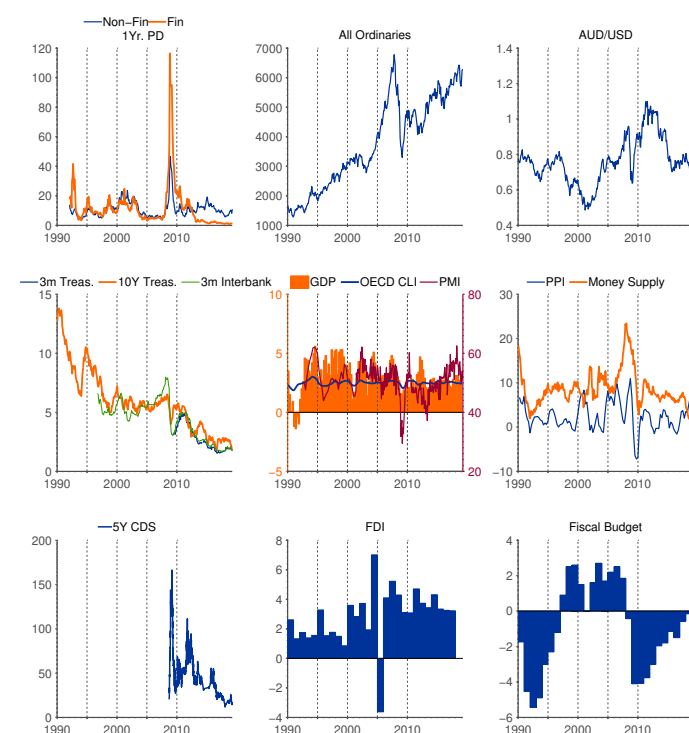 Non−Fin Fin
1Yr. PD
All Ordinaries
AUD/USD
120
100
80
60
40
20
0
1990 2000 2010
7000
6000
5000
4000
3000
2000
1000
1990 2000 2010
1.4
1.2
1
0.8
0.6
0.4
1990 2000 2010
3m Treas. 10Y Treas. 3m Interbank
GDP OECD CLI PMI
PPI Money Supply
15
10
5
0
1990 2000 2010
10
5
0
−5
80
60
40
20
1990 2000 2010
30
20
10
0
−10
1990 2000 2010
5Y CDS
FDI
Fiscal Budget
200
150
100
50
0
1990 2000 2010
8
6
4
2
0
−2
−4
1990 2000 2010
4
2
0
−2
−4
−6
1990 2000 2010